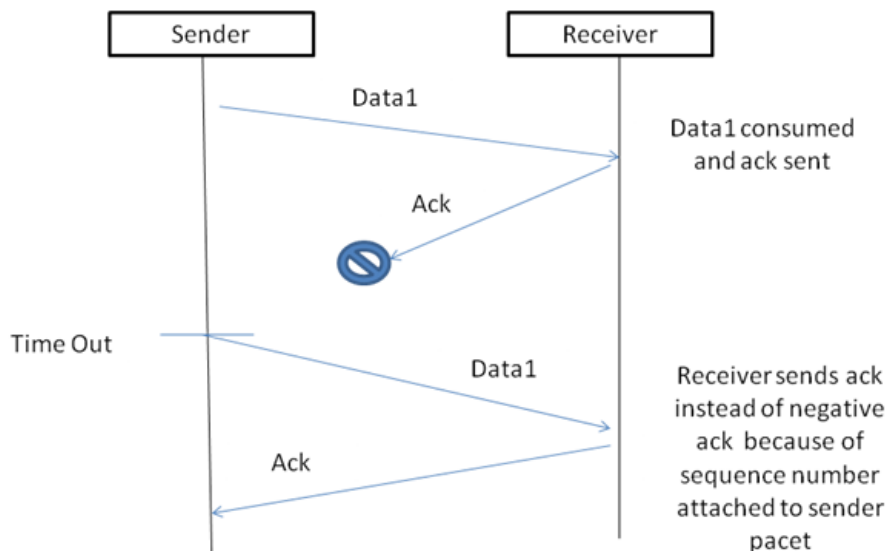 Sender
Receiver
Data1
Data1 consumed
and ack sent
Ack
Time Out
Data1
Receiver sends ack
instead of negative
ack because of
sequence number
attached to sender
pacet
Ack